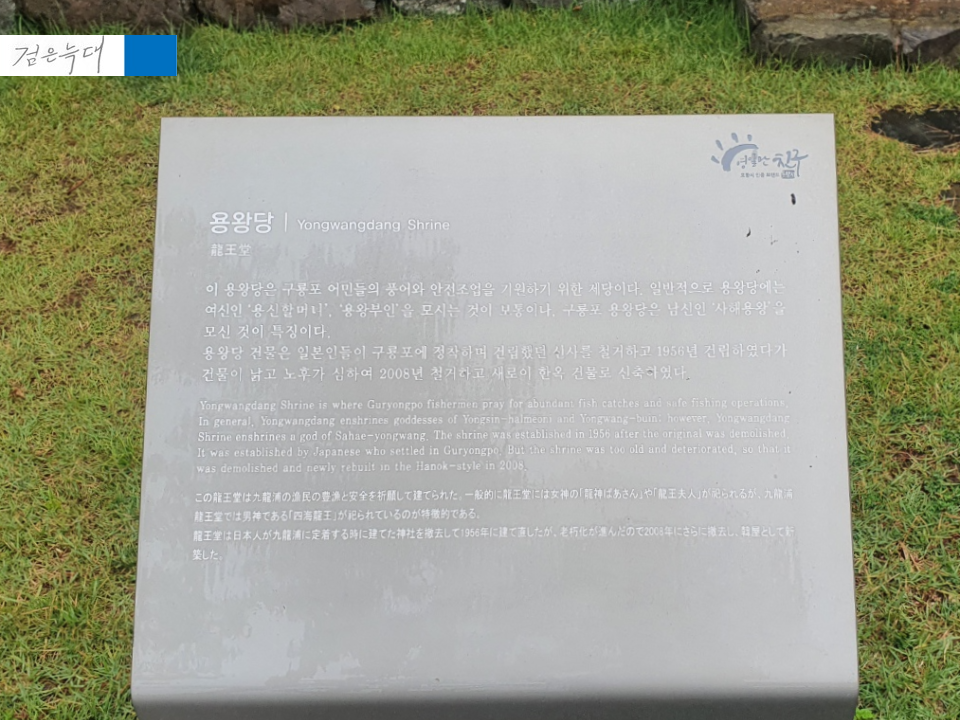 검은늑대
영일만 친구
용왕당 | Yongwangdang Shrine
龍王堂
이 용왕당은 구룡포 어민들의 풍어와 안전조업을 기원하기 위한 제당이다. 일반적으로 용왕당에는
여신인 '용신할머니', '용왕부인'을 모시는 것이 보통이다. 구룡포 용왕당은 남신인 '사해용왕'을
모신 것이 특징이다.
용왕당 건물은 일본인들이 구룡포에 정착하며 건립했던 신사를 철거하고 1956년 건립하였다가
건물이 낡고 노후가 심하여 2008년 철거하고 새로이 한옥 건물로 신축하였다.
Yongwangdang Shrine is where Guryongpo fishermen pray for abundant fish catches and safe fishing operations.
In general, Yongwangdang enshrines goddesses of Yongsin-halmeoni and Yongwang-buin: however, Yongwangdang
Shrine enshrines a god of Sahae-yongwang. The shrine was established in 1956 after the original was demolished.
It was established by Japanese who settled in Guryongpo. But the shrine was too old and deteriorated, so that it
was demolished and newly rebuilt in the Hanok-style in 2008.
この龍王堂は九龍浦の漁民の豊漁と安全を祈願して建てられた。一般的に龍王堂には女神の「龍神ばあさん」や「龍王夫人」が祀られるが、九龍浦
龍王堂では男神である「四海龍王」が祀られているのが特徴的である。
龍王堂は日本人が九龍浦に定着する時に建てた神社を撤去して1956年に建て直したが、老朽化が進んだので2008年にさらに撤去し、韓屋として新
築した。